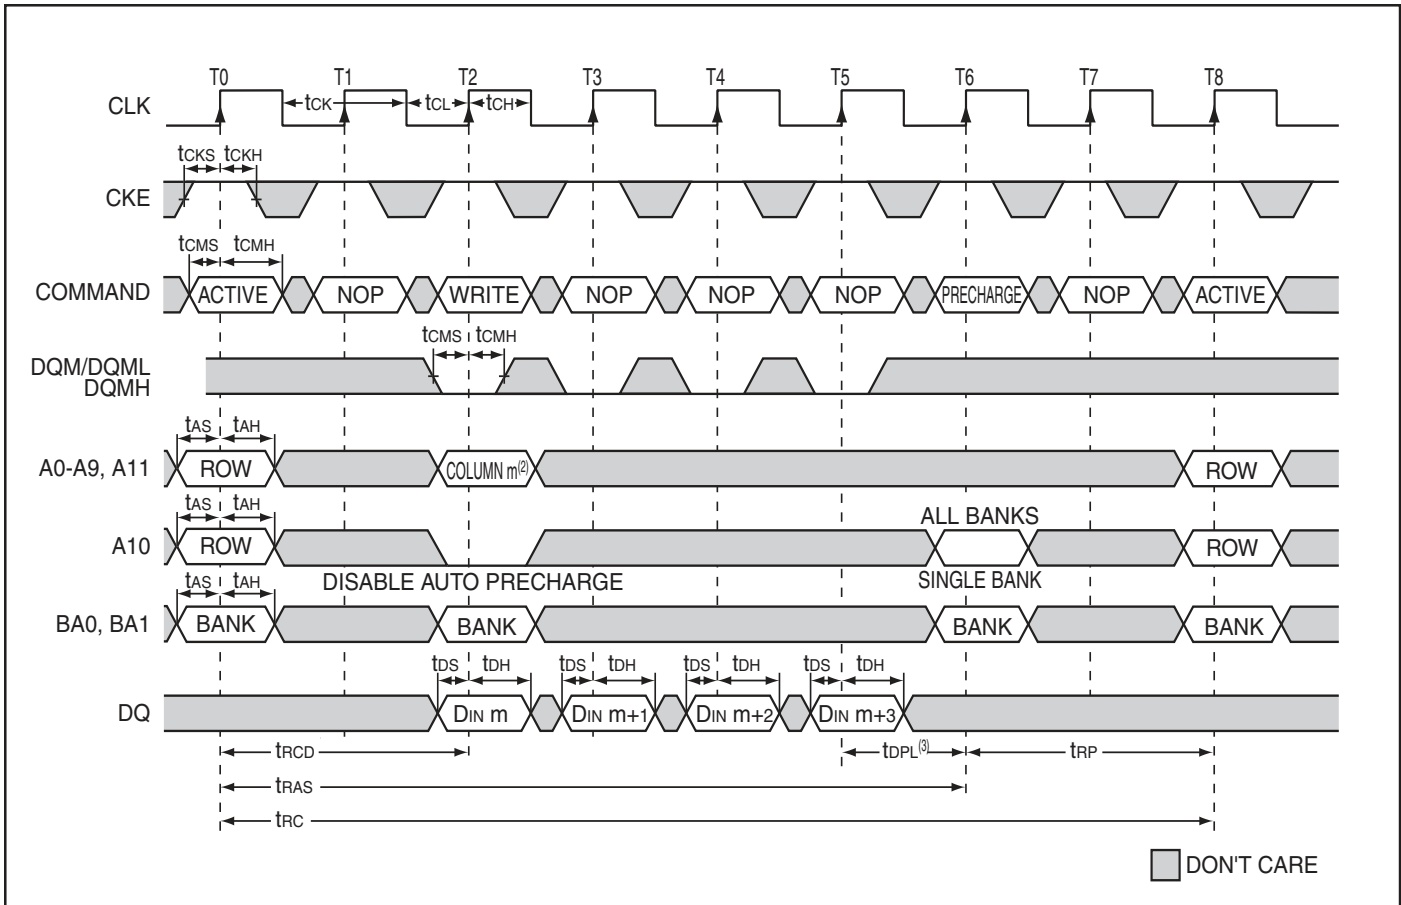 T0 T1 T2 T3 T4 T5 T6 T7 T8
CLK tCK tCL tCH
tCKS tCKH
CKE
tCMS tCMH
COMMAND ACTIVE NOP WRITE NOP NOP NOP PRECHARGE NOP ACTIVE
tCMS tCMH
DQM/DQML
DQMH
tAS tAH
A0-A9, A11 ROW COLUMN m(2) ROW
tAS tAH
ALL BANKS
A10 ROW ROW
tAS tAH DISABLE AUTO PRECHARGE SINGLE BANK
BA0, BA1 BANK BANK BANK BANK
tDS tDH tDS tDH tDS tDH tDS tDH
DQ DIN m DIN m+1 DIN m+2 DIN m+3
tRCD tDPL(3) tRP
tRAS
tRC
DON'T CARE